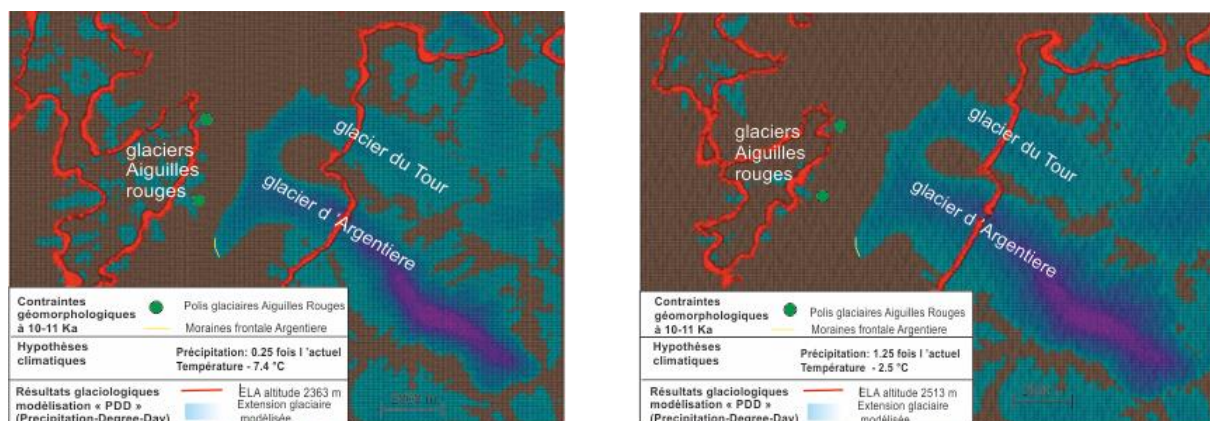 glaciers
Aiguilles
rouges
glacier du Tour
glacier d 'Argentiere
Contraintes
géomorphologiques
à 10-11 Ka
Polis glaciaires Aiguilles Rouges
Moraines frontale Argentiere
Hypothèses
climatiques
Précipitation: 0.25 fois l 'actuel
Température - 7.4 °C
Résultats glaciologiques
modélisation « PDD »
(Precipitation-Degree-Day)
ELA altitude 2363 m
Extension glaciaire
modélisée
glaciers
Aiguilles
rouges
glacier du Tour
glacier d 'Argentiere
Contraintes
géomorphologiques
à 10-11 Ka
Polis glaciaires Aiguilles Rouges
Moraines frontale Argentiere
Hypothèses
climatiques
Précipitation: 1.25 fois l 'actuel
Température - 2.5 °C
Résultats glaciologiques
modélisation « PDD »
(Precipitation-Degree-Day)
ELA altitude 2513 m
Extension glaciaire
modélisée